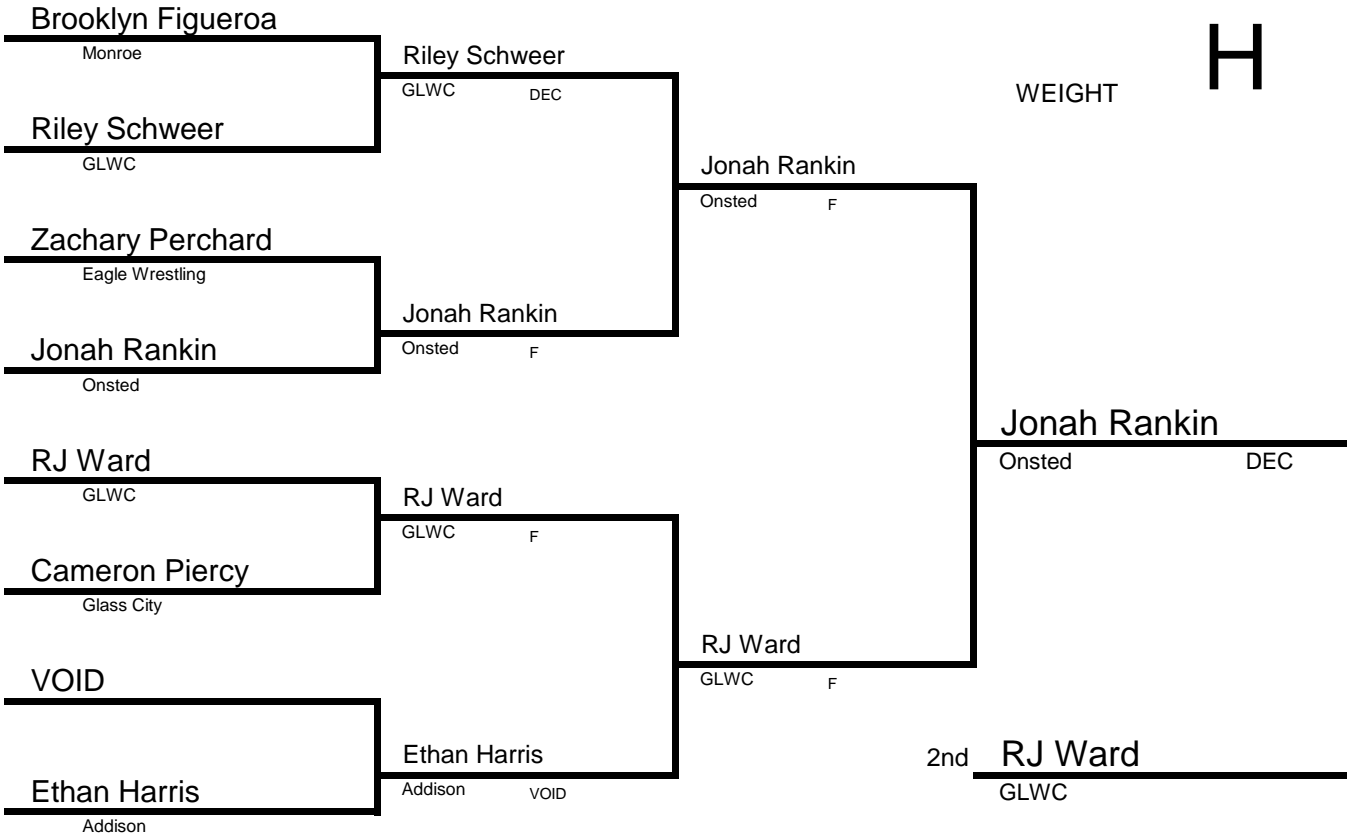 Brooklyn Figueroa
Monroe
Riley Schweer
GLWC DEC
H
WEIGHT
Riley Schweer
GLWC
Jonah Rankin
Onsted F
Zachary Perchard
Eagle Wrestling
Jonah Rankin
Onsted F
Jonah Rankin
Onsted
Jonah Rankin
Onsted DEC
RJ Ward
GLWC
RJ Ward
GLWC F
Cameron Piercy
Glass City
RJ Ward
GLWC F
VOID
Ethan Harris
Addison VOID
2nd RJ Ward
GLWC
Ethan Harris
Addison